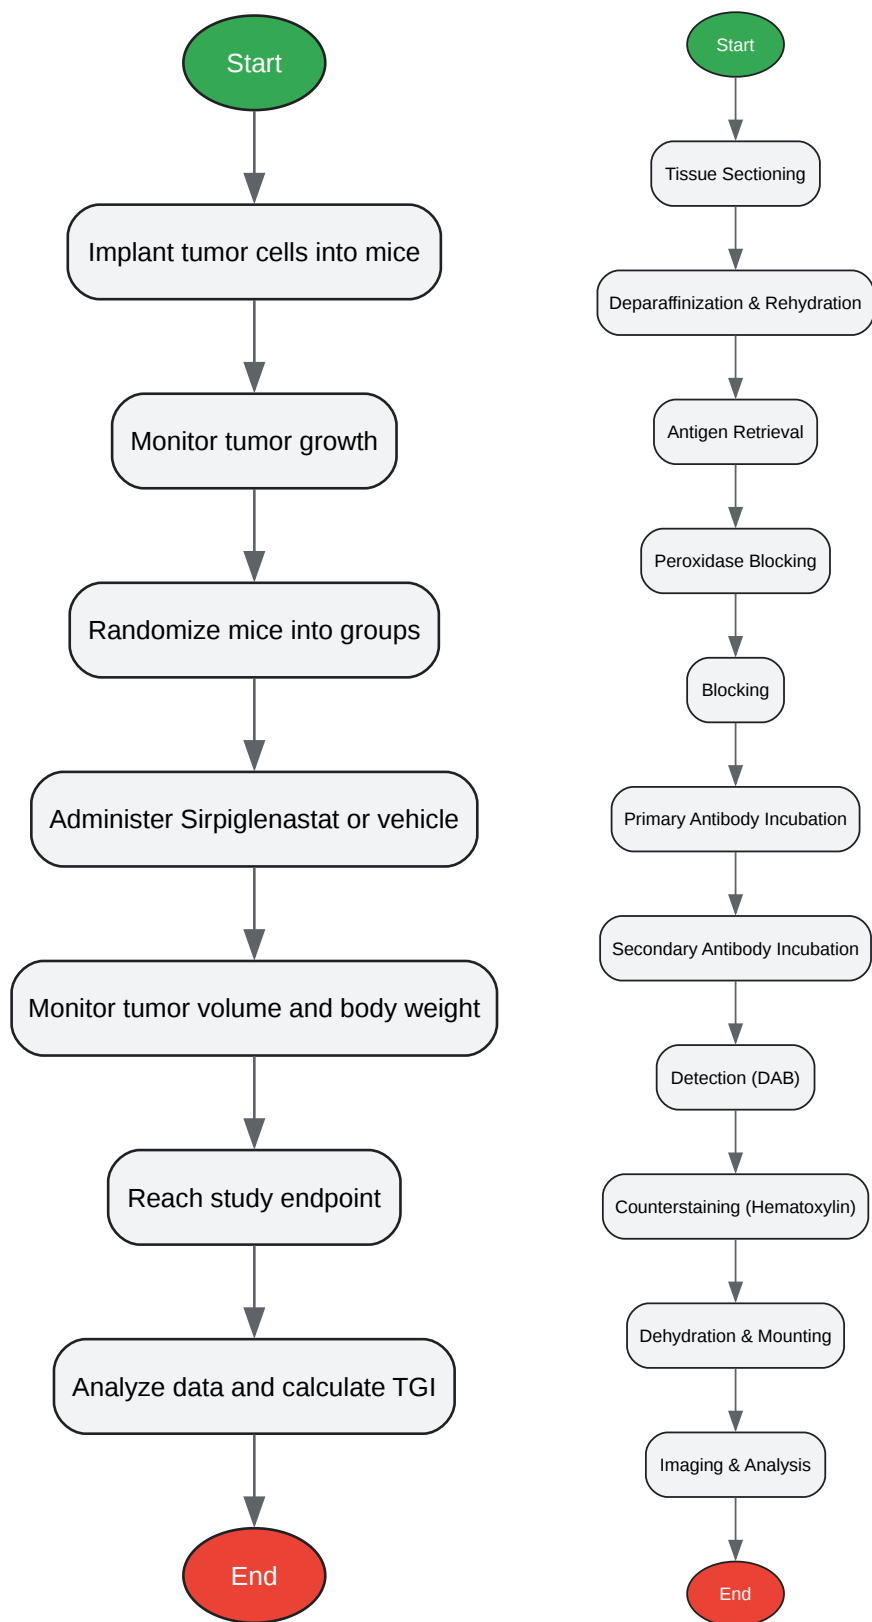 Start
Implant tumor cells into mice
Monitor tumor growth
Randomize mice into groups
Administer Sirpiglenastat or vehicle
Monitor tumor volume and body weight
Reach study endpoint
Analyze data and calculate TGI
End
Start
Tissue Sectioning
Deparaffinization & Rehydration
Antigen Retrieval
Peroxidase Blocking
Blocking
Primary Antibody Incubation
Secondary Antibody Incubation
Detection (DAB)
Counterstaining (Hematoxylin)
Dehydration & Mounting
Imaging & Analysis
End